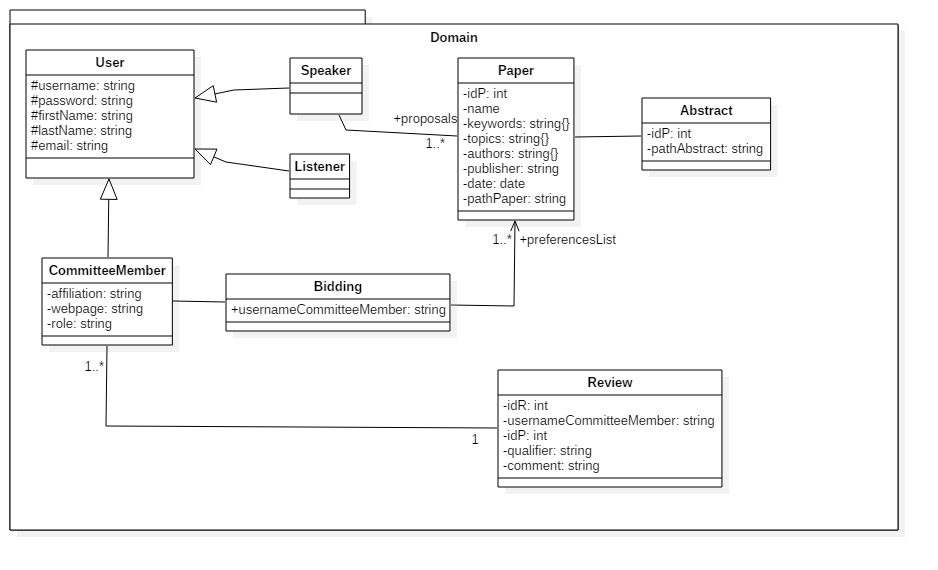 Domain
User
#username: string
#password: string
#firstName: string
#lastName: string
#email: string
Speaker
Listener
+proposals
1..*
Paper
-idP: int
-name
-keywords: string{}
-topics: string{}
-authors: string{}
-publisher: string
-date: date
-pathPaper: string
Abstract
-idP: int
-pathAbstract: string
1..*
+preferencesList
CommitteeMember
-affiliation: string
-webpage: string
-role: string
Bidding
+usernameCommitteeMember: string
1..*
1
Review
-idR: int
-usernameCommitteeMember: string
-idP: int
-qualifier: string
-comment: string